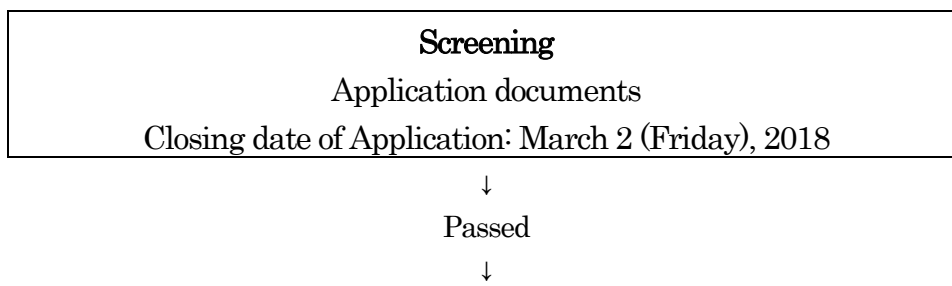 Screening
Application documents
Closing date of Application: March 2 (Friday), 2018
↓
Passed
↓